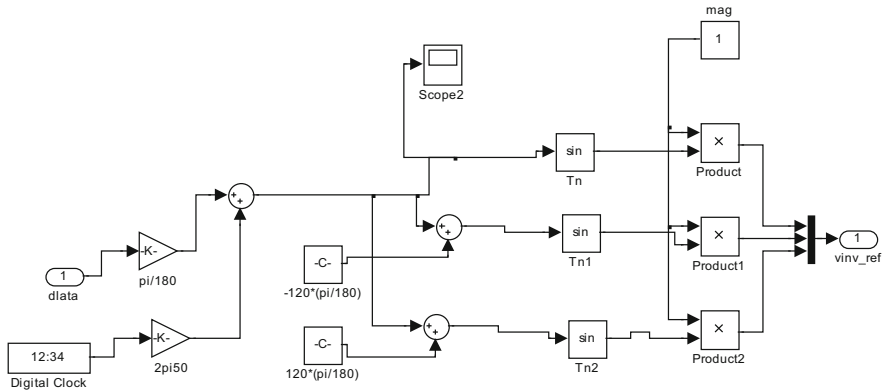 mag
1
Scope2
sin
Tn
×
Product
+
+
-K-
pi/180
1
dlata
+
+
-C-
-120*(pi/180)
sin
Tn1
×
Product1
1
vinv_ref
12:34
Digital Clock
-K-
2pi50
-C-
120*(pi/180)
+
+
sin
Tn2
×
Product2